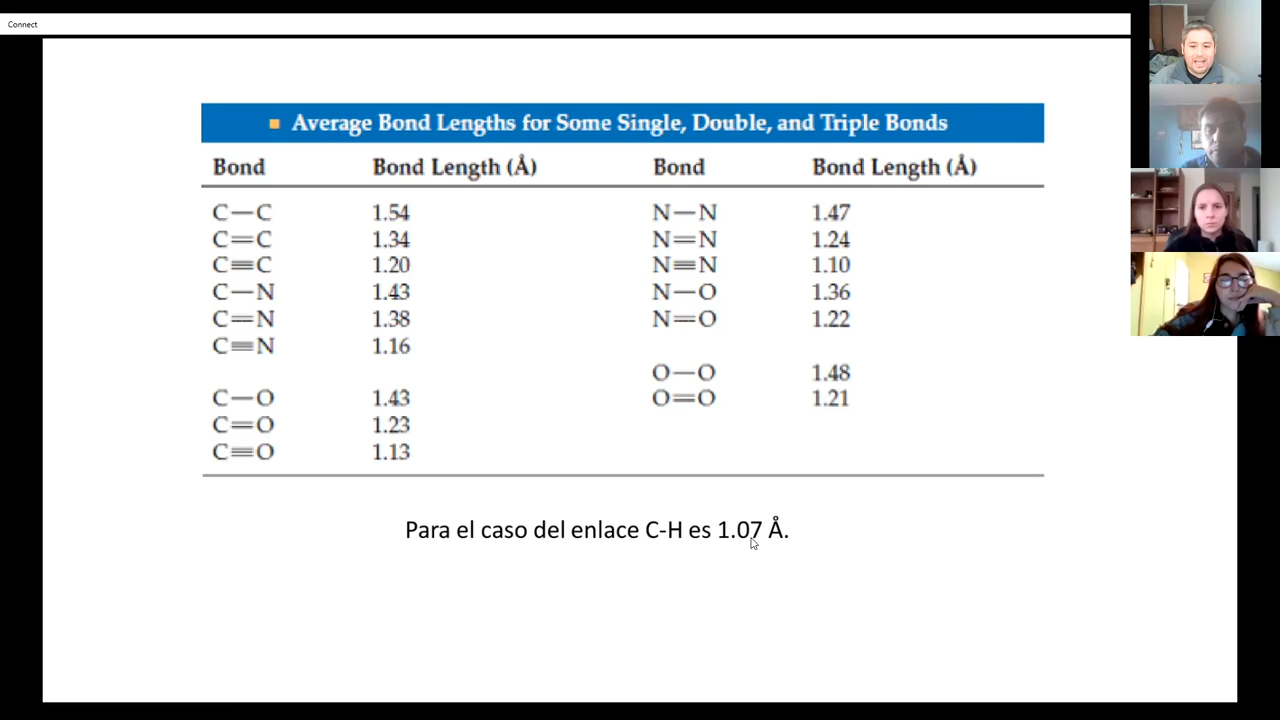 Connect
■ Average Bond Lengths for Some Single, Double, and Triple Bonds
Bond Bond Length (Å) Bond Bond Length (Å)
C—C 1.54 N—N 1.47
C=C 1.34 N=N 1.24
C≡C 1.20 N≡N 1.10
C—N 1.43 N—O 1.36
C=N 1.38 N=O 1.22
C≡N 1.16
O—O 1.48
C—O 1.43 O=O 1.21
C=O 1.23
C≡O 1.13
Para el caso del enlace C-H es 1.07 Å.